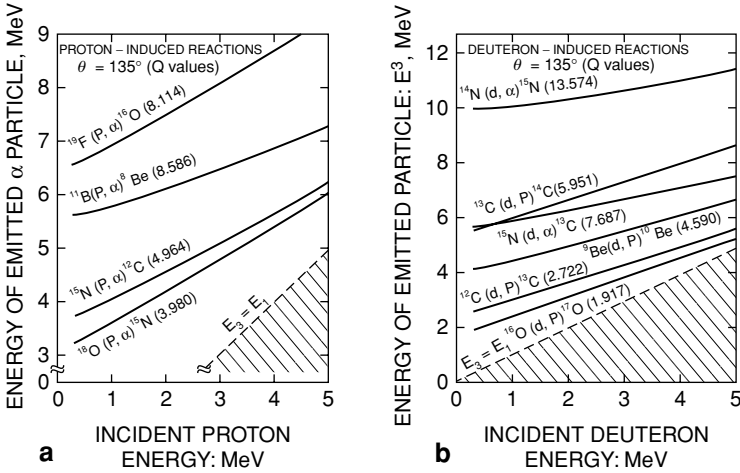 ENERGY OF EMITTED α PARTICLE, MeV
9
8
7
6
5
4
3
0
PROTON – INDUCED REACTIONS
θ = 135° (Q values)
¹⁹F (P, α)¹⁶O (8.114)
¹¹B(P, α)⁸ Be (8.586)
¹⁵N (P, α)¹²C (4.964)
¹⁸O (P, α)¹⁵N (3.980)
E₃ = E₁
0 1 2 3 4 5
a
INCIDENT PROTON
ENERGY: MeV
ENERGY OF EMITTED PARTICLE: E³, MeV
12
10
8
6
4
2
0
DEUTERON – INDUCED REACTIONS
θ = 135° (Q values)
¹⁴N (d, α)¹⁵N (13.574)
¹³C (d, P)¹⁴C(5.951)
¹⁵N (d, α)¹³C (7.687)
⁹Be(d, P)¹⁰ Be (4.590)
¹²C (d, P)¹³C (2.722)
¹⁶O (d, P)¹⁷O (1.917)
E₃ = E₁
0 1 2 3 4 5
b
INCIDENT DEUTERON
ENERGY: MeV